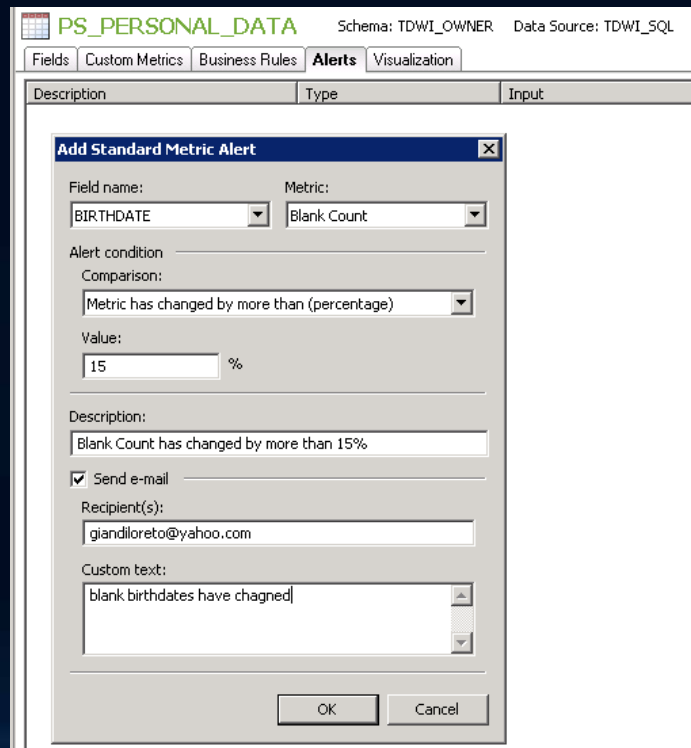 PS_PERSONAL_DATA Schema: TDWI_OWNER Data Source: TDWI_SQL
Fields Custom Metrics Business Rules Alerts Visualization
Description Type Input
Add Standard Metric Alert
Field name: Metric:
BIRTHDATE Blank Count
Alert condition
Comparison:
Metric has changed by more than (percentage)
Value:
15 %
Description:
Blank Count has changed by more than 15%
Send e-mail
Recipient(s):
giandiloreto@yahoo.com
Custom text:
blank birthdates have chagned
OK Cancel